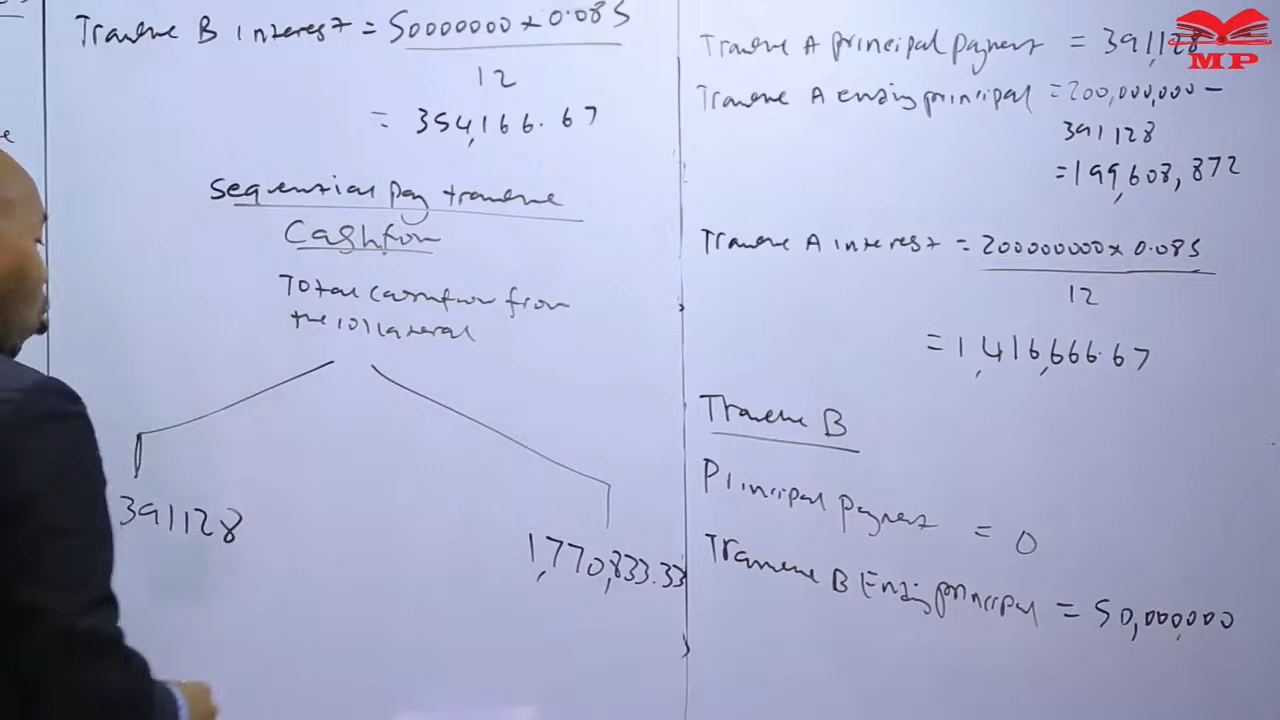 Tranche B interest = 50000000 x 0.085
12
= 354,166.67
Sequential Pay tranche
Cashflow
Total cashflow from
the collateral
391128
1,770,833.33
Tranche A principal payment = 391,128
Tranche A ending principal = 200,000,000 -
391128
= 199,608,872
Tranche A interest = 200000000 x 0.085
12
= 1,416,666.67
Tranche B
Principal payment = 0
Tranche B Ending principal = 50,000,000
MP